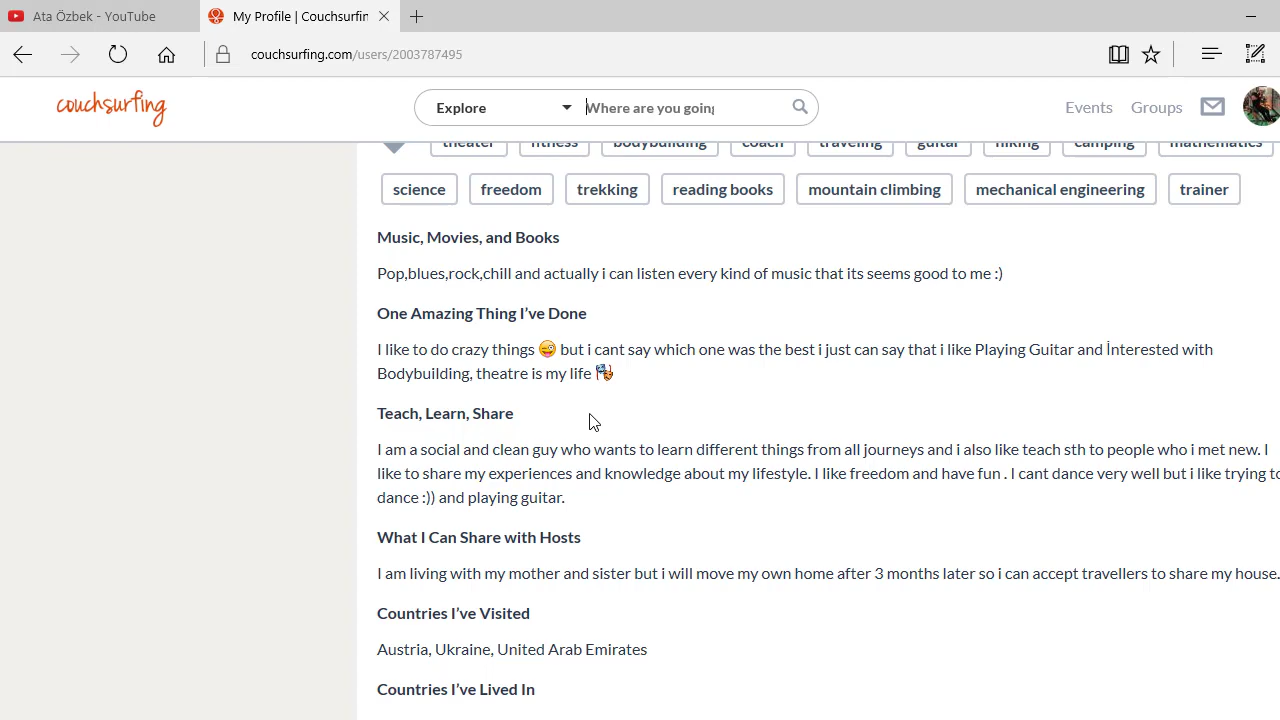 Ata Özbek - YouTube
My Profile | Couchsurfin
couchsurfing.com/users/2003787495
couchsurfing
Explore
Where are you going
Events
Groups
theater
fitness
bodybuilding
coach
traveling
guitar
hiking
camping
mathematics
science
freedom
trekking
reading books
mountain climbing
mechanical engineering
trainer
Music, Movies, and Books
Pop,blues,rock,chill and actually i can listen every kind of music that its seems good to me :)
One Amazing Thing I’ve Done
I like to do crazy things 😜 but i cant say which one was the best i just can say that i like Playing Guitar and İnterested with
Bodybuilding, theatre is my life 🎭
Teach, Learn, Share
I am a social and clean guy who wants to learn different things from all journeys and i also like teach sth to people who i met new. I
like to share my experiences and knowledge about my lifestyle. I like freedom and have fun . I cant dance very well but i like trying to
dance :)) and playing guitar.
What I Can Share with Hosts
I am living with my mother and sister but i will move my own home after 3 months later so i can accept travellers to share my house.
Countries I’ve Visited
Austria, Ukraine, United Arab Emirates
Countries I’ve Lived In